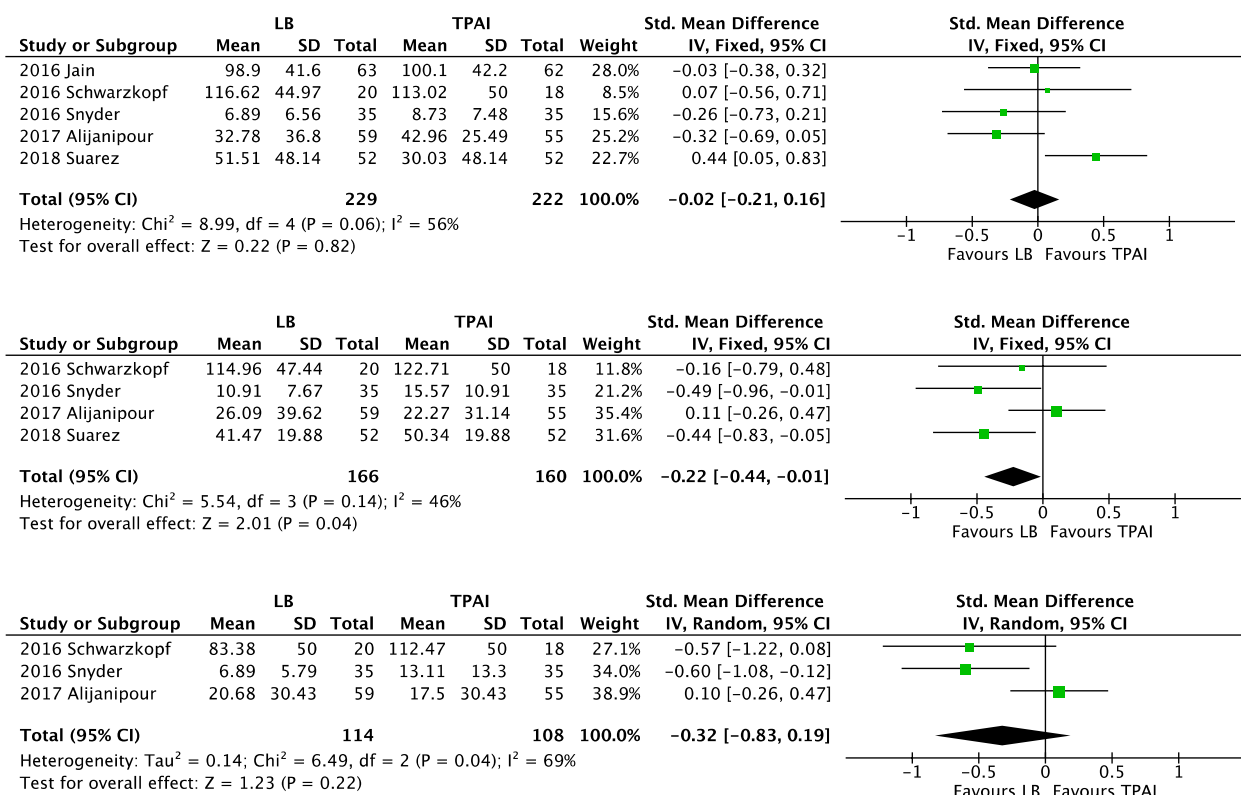 LB TPAI Std. Mean Difference Std. Mean Difference
Study or Subgroup Mean SD Total Mean SD Total Weight IV, Fixed, 95% CI IV, Fixed, 95% CI
2016 Jain 98.9 41.6 63 100.1 42.2 62 28.0% −0.03 [−0.38, 0.32]
2016 Schwarzkopf 116.62 44.97 20 113.02 50 18 8.5% 0.07 [−0.56, 0.71]
2016 Snyder 6.89 6.56 35 8.73 7.48 35 15.6% −0.26 [−0.73, 0.21]
2017 Alijanipour 32.78 36.8 59 42.96 25.49 55 25.2% −0.32 [−0.69, 0.05]
2018 Suarez 51.51 48.14 52 30.03 48.14 52 22.7% 0.44 [0.05, 0.83]
Total (95% CI) 229 222 100.0% −0.02 [−0.21, 0.16]
Heterogeneity: Chi² = 8.99, df = 4 (P = 0.06); I² = 56%
Test for overall effect: Z = 0.22 (P = 0.82)
−1 −0.5 0 0.5 1
Favours LB Favours TPAI
LB TPAI Std. Mean Difference Std. Mean Difference
Study or Subgroup Mean SD Total Mean SD Total Weight IV, Fixed, 95% CI IV, Fixed, 95% CI
2016 Schwarzkopf 114.96 47.44 20 122.71 50 18 11.8% −0.16 [−0.79, 0.48]
2016 Snyder 10.91 7.67 35 15.57 10.91 35 21.2% −0.49 [−0.96, −0.01]
2017 Alijanipour 26.09 39.62 59 22.27 31.14 55 35.4% 0.11 [−0.26, 0.47]
2018 Suarez 41.47 19.88 52 50.34 19.88 52 31.6% −0.44 [−0.83, −0.05]
Total (95% CI) 166 160 100.0% −0.22 [−0.44, −0.01]
Heterogeneity: Chi² = 5.54, df = 3 (P = 0.14); I² = 46%
Test for overall effect: Z = 2.01 (P = 0.04)
−1 −0.5 0 0.5 1
Favours LB Favours TPAI
LB TPAI Std. Mean Difference Std. Mean Difference
Study or Subgroup Mean SD Total Mean SD Total Weight IV, Random, 95% CI IV, Random, 95% CI
2016 Schwarzkopf 83.38 50 20 112.47 50 18 27.1% −0.57 [−1.22, 0.08]
2016 Snyder 6.89 5.79 35 13.11 13.3 35 34.0% −0.60 [−1.08, −0.12]
2017 Alijanipour 20.68 30.43 59 17.5 30.43 55 38.9% 0.10 [−0.26, 0.47]
Total (95% CI) 114 108 100.0% −0.32 [−0.83, 0.19]
Heterogeneity: Tau² = 0.14; Chi² = 6.49, df = 2 (P = 0.04); I² = 69%
Test for overall effect: Z = 1.23 (P = 0.22)
−1 −0.5 0 0.5 1
Favours LB Favours TPAI